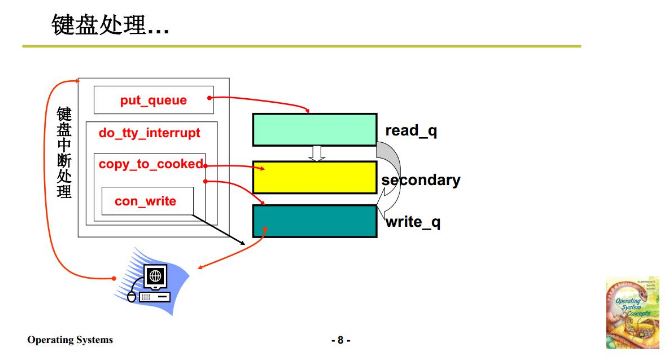 键盘处理...
键盘中断处理
put_queue
do_tty_interrupt
copy_to_cooked
con_write
read_q
secondary
write_q
Operating Systems
- 8 -
Operating
System
Concepts